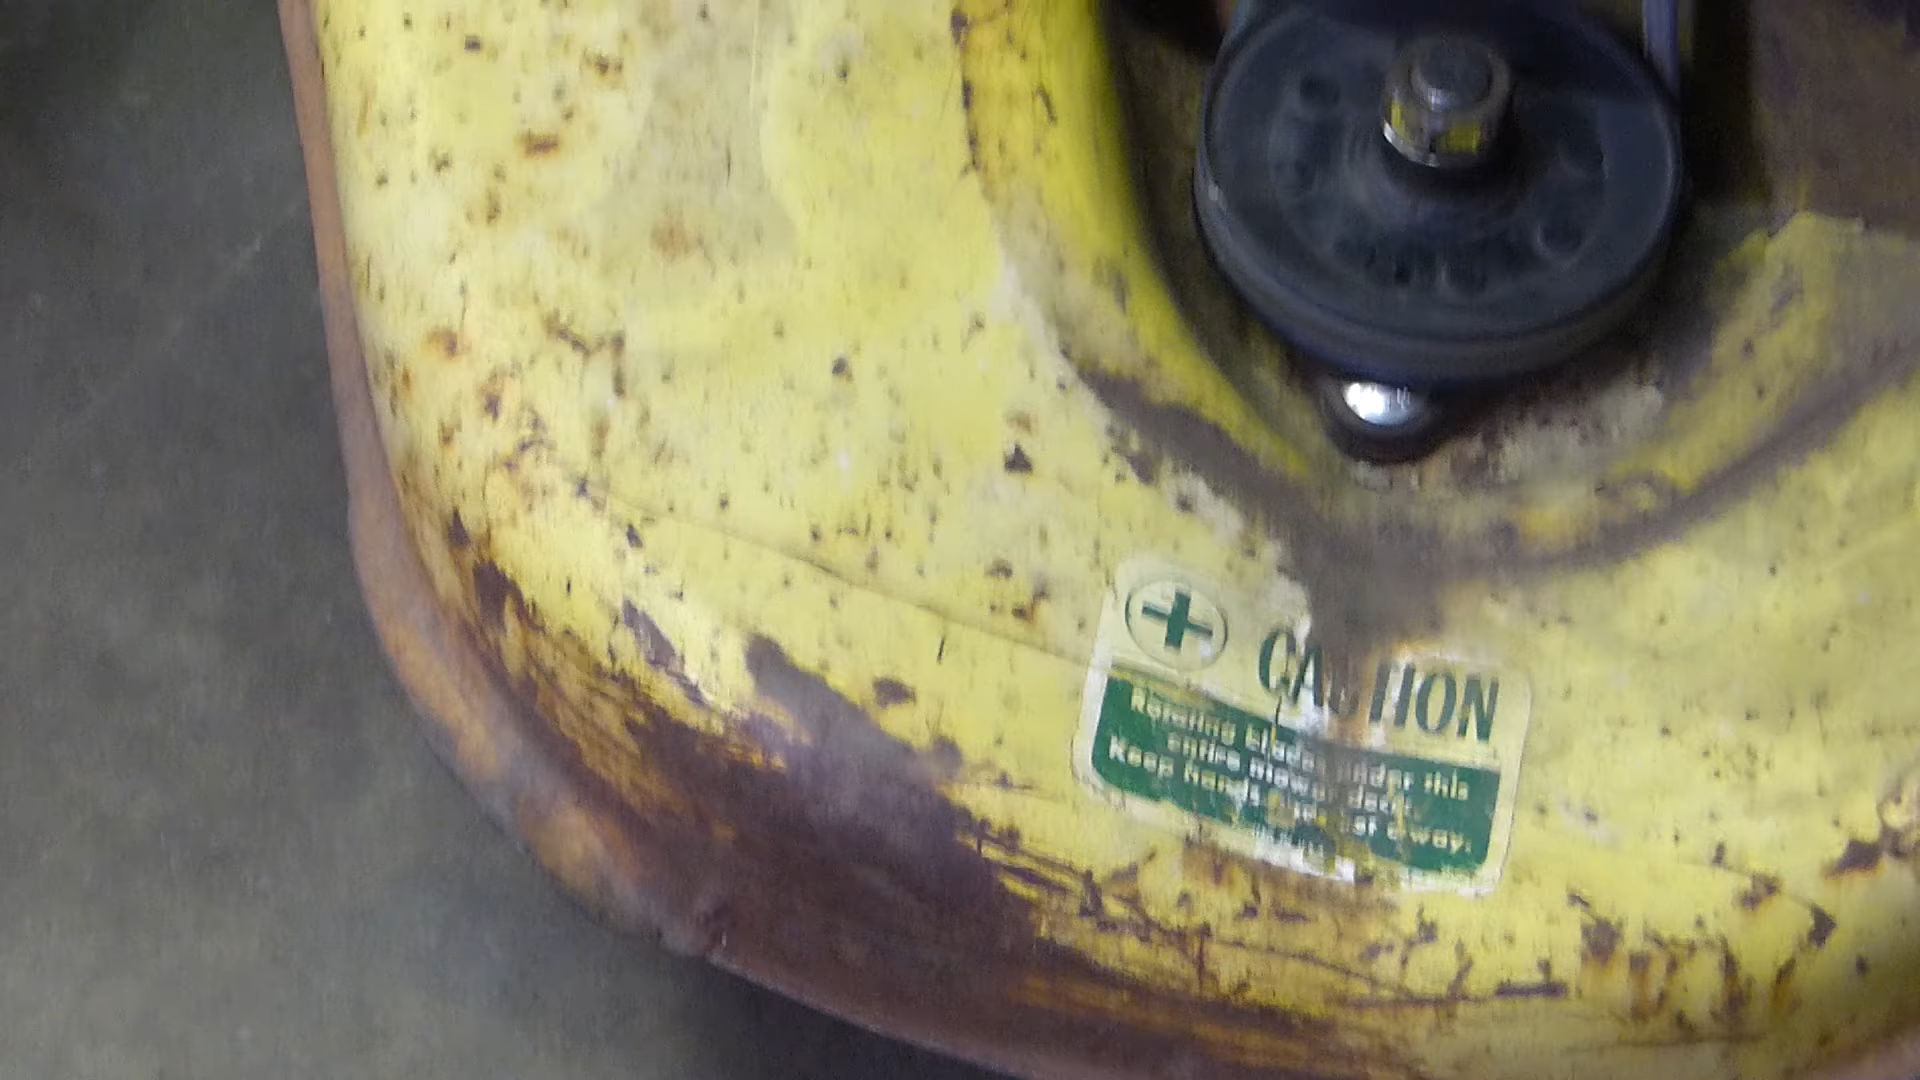 CAUTION
Rotating blades under this
entire mower deck.
Keep hands and feet away.